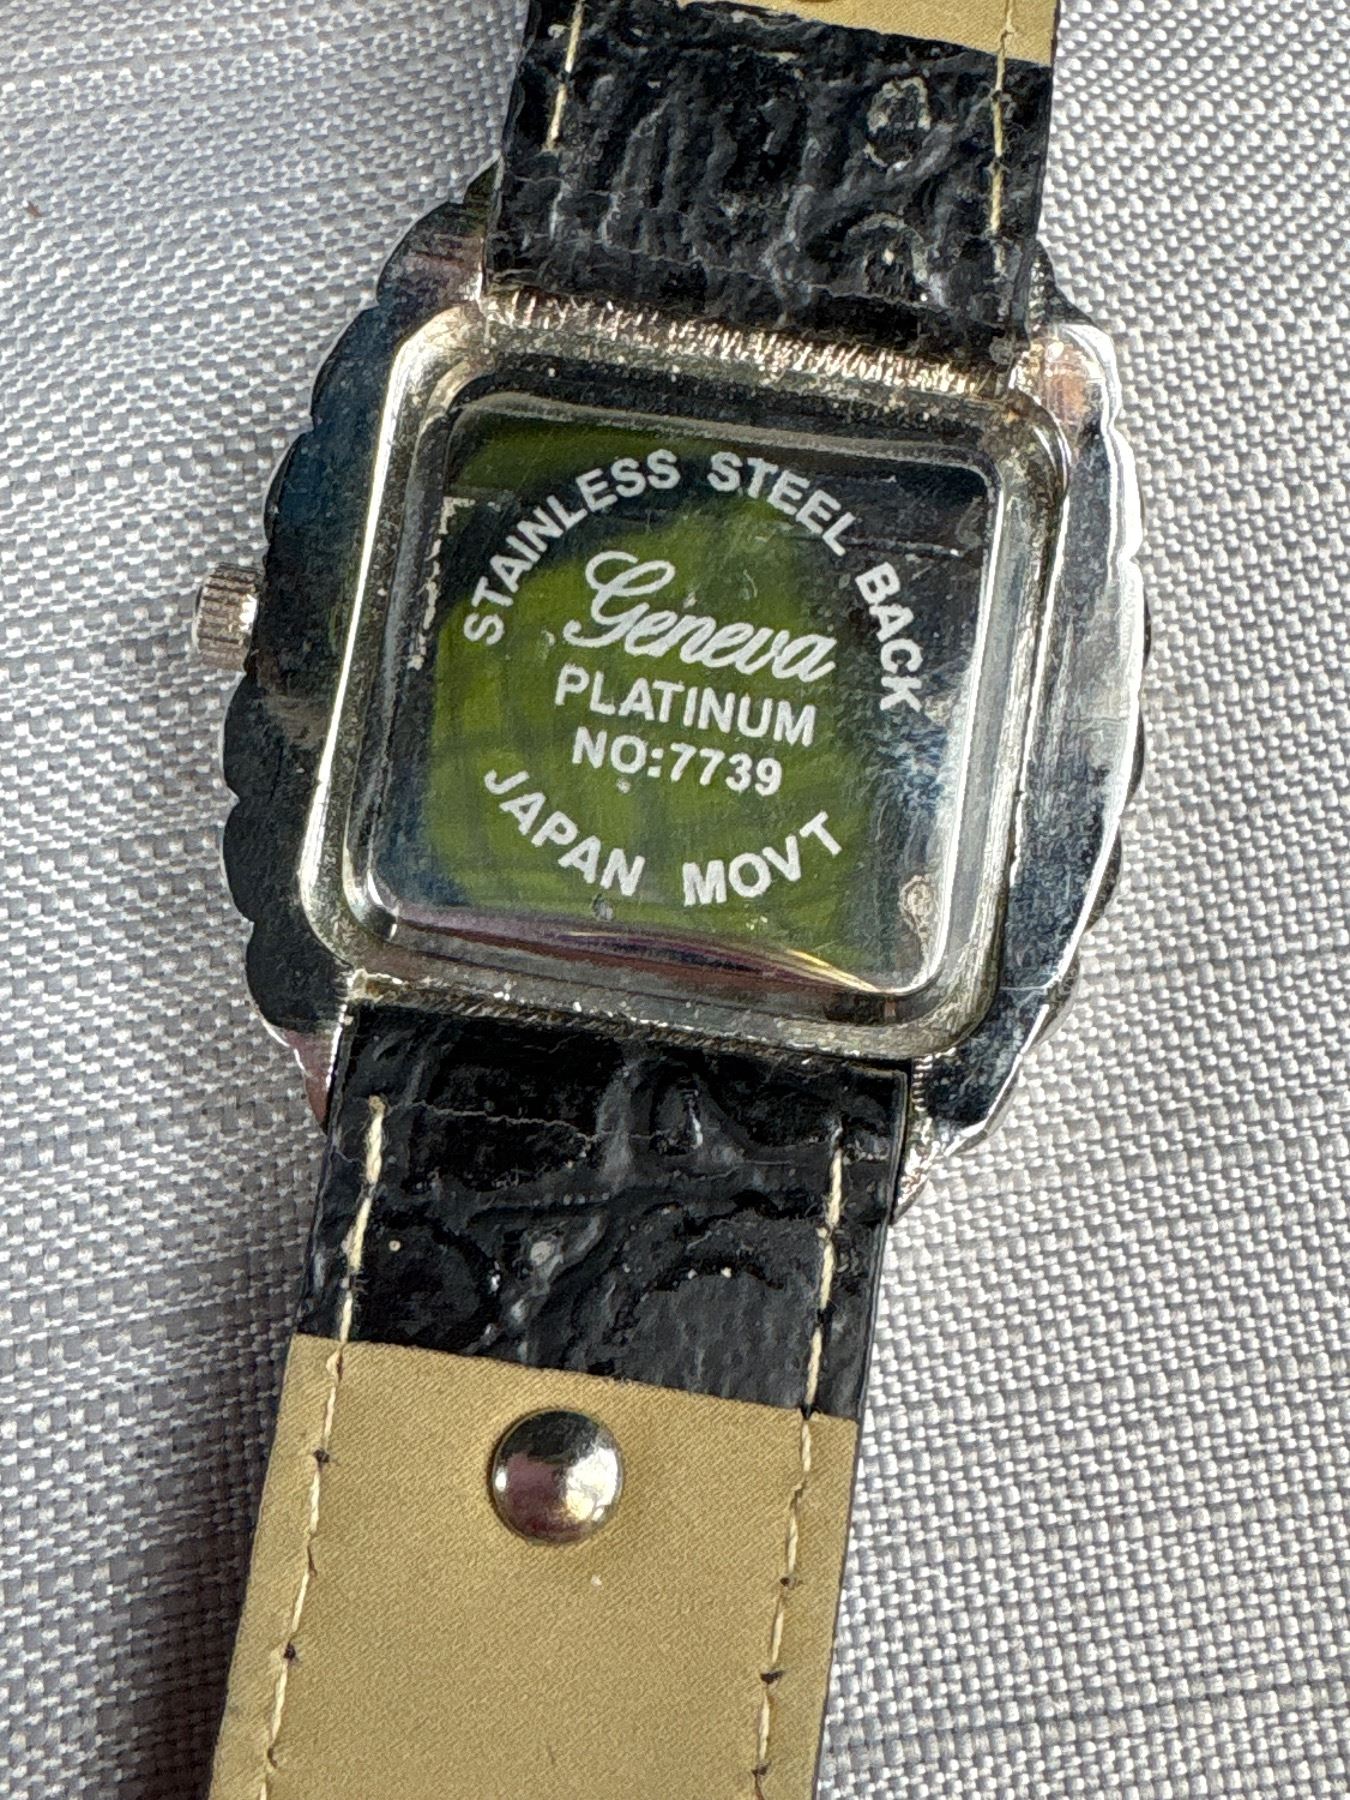 STAINLESS STEEL BACK
Geneva
PLATINUM
NO:7739
JAPAN MOVT